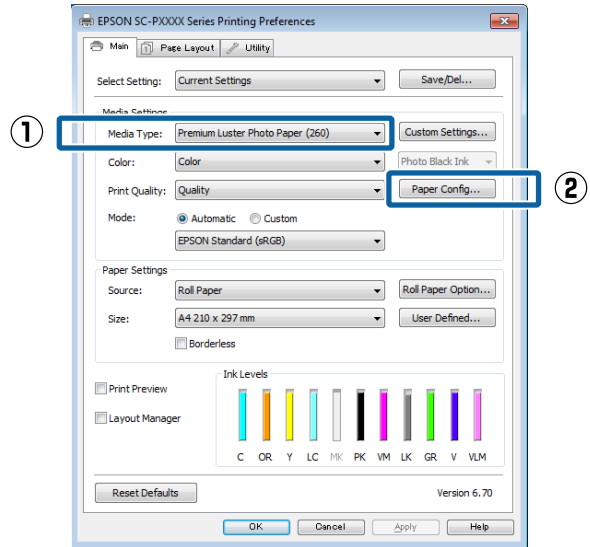 EPSON SC-PXXXX Series Printing Preferences
Main Page Layout Utility
Select Setting: Current Settings Save/Del...
Media Settings
① Media Type: Premium Luster Photo Paper (260) Custom Settings...
Color: Color Photo Black Ink
Print Quality: Quality Paper Config... ②
Mode: Automatic Custom
EPSON Standard (sRGB)
Paper Settings
Source: Roll Paper Roll Paper Option...
Size: A4 210 x 297 mm User Defined...
Borderless
Ink Levels
Print Preview
Layout Manager
C OR Y LC MK PK VM LK GR V VLM
Reset Defaults Version 6.70
OK Cancel Apply Help